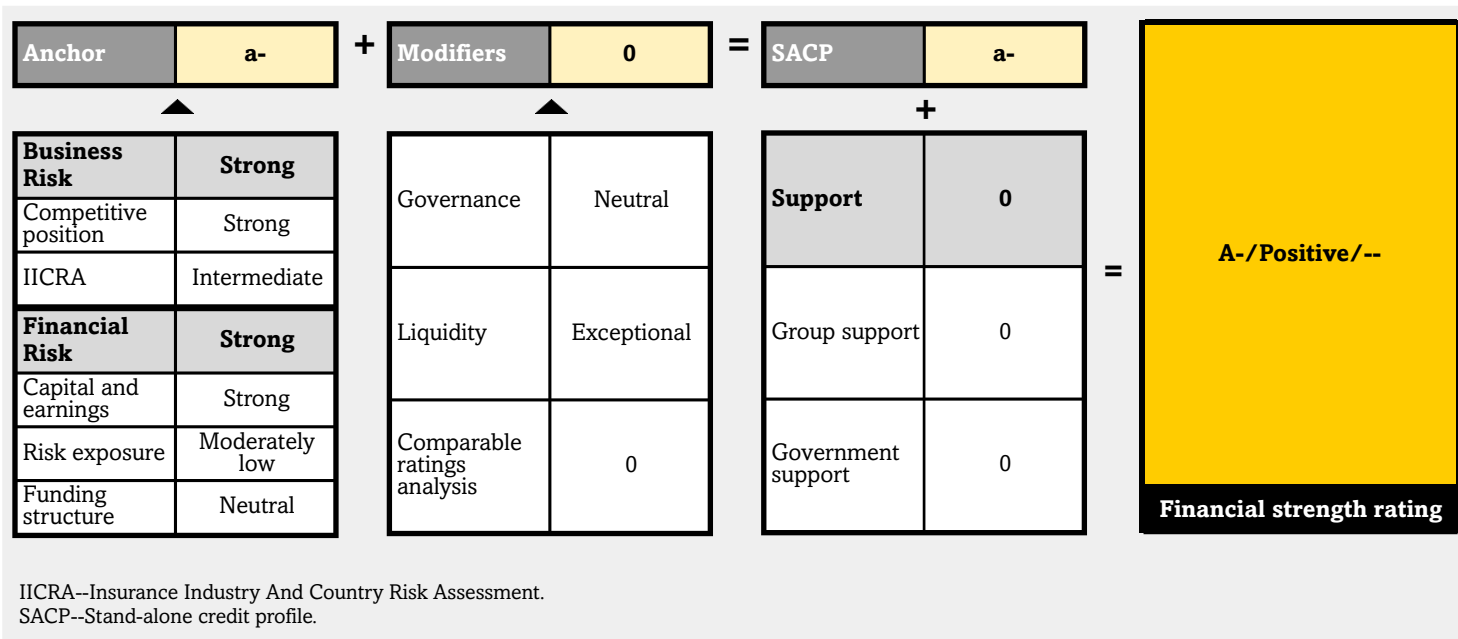 Anchor a- + Modifiers 0 = SACP a-
+
Business
Risk
Strong
Competitive
position
Strong
IICRA Intermediate
Financial
Risk
Strong
Capital and
earnings
Strong
Risk exposure
Moderately
low
Funding
structure
Neutral
Governance Neutral
Liquidity Exceptional
Comparable
ratings
analysis
0
Support 0
Group support 0
Government
support
0
=
A-/Positive/--
Financial strength rating
IICRA--Insurance Industry And Country Risk Assessment.
SACP--Stand-alone credit profile.